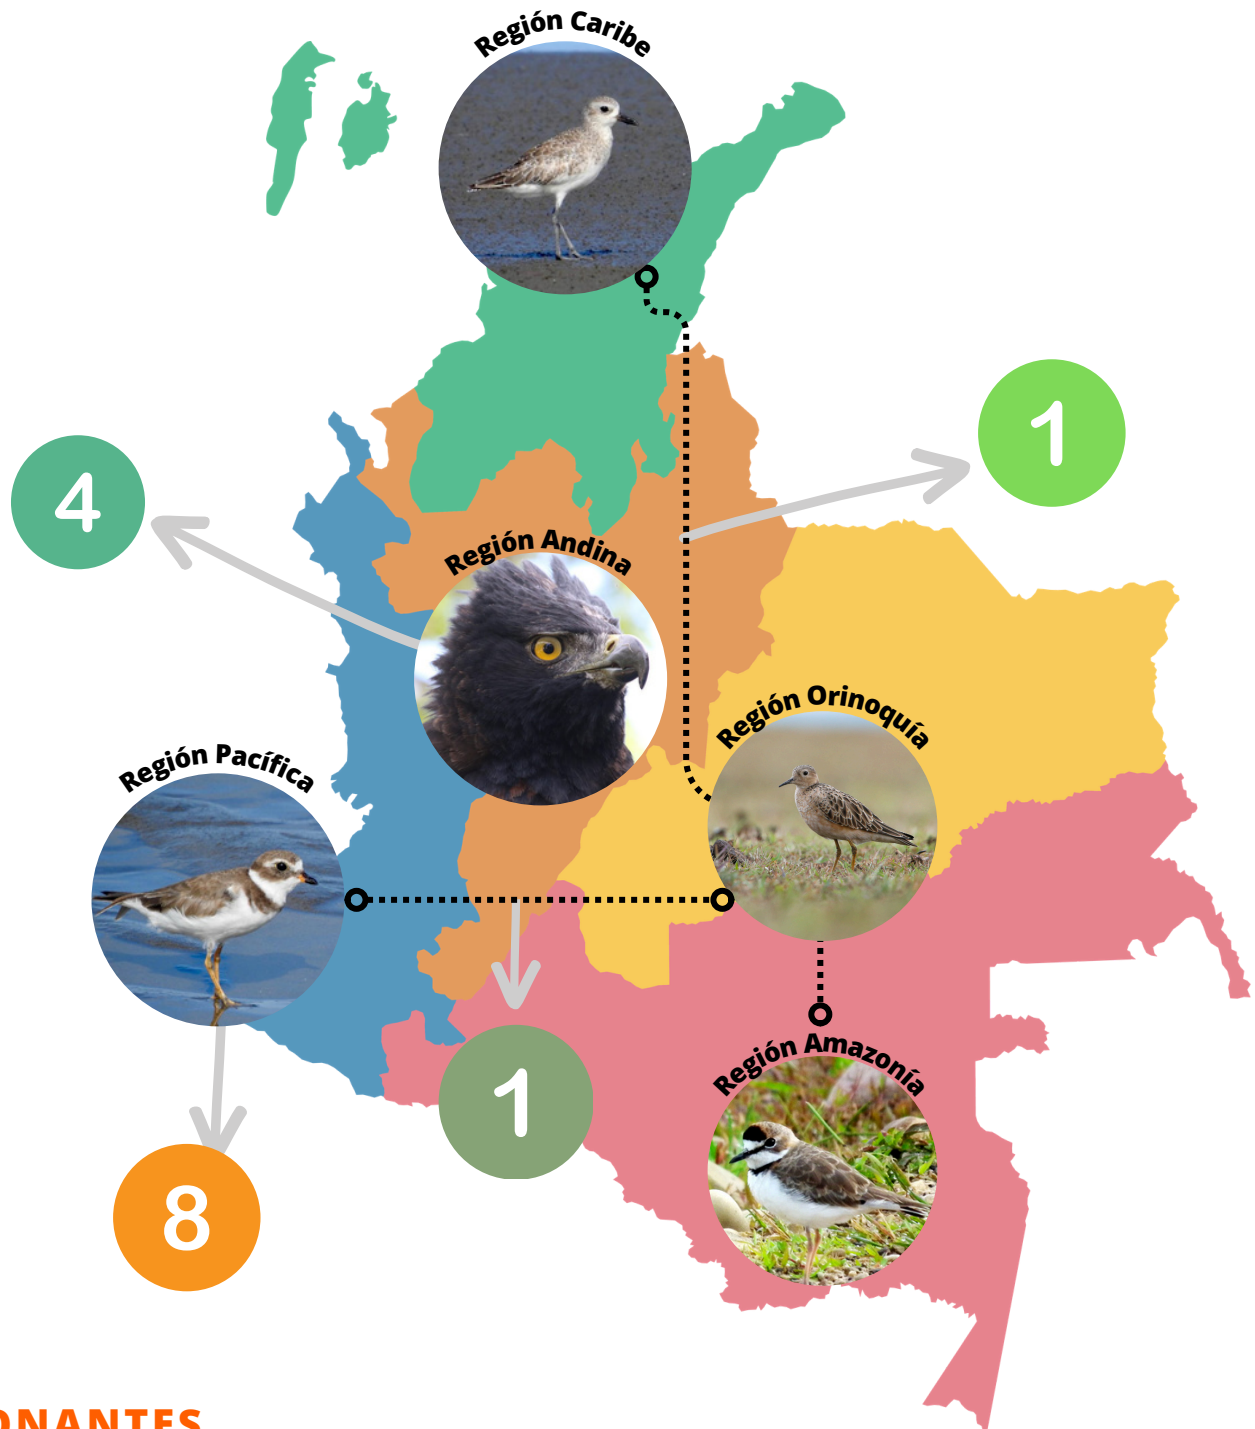 Región Caribe
1
4
Región Andina
Región Orinoquía
Región Pacífica
Región Amazonía
1
8